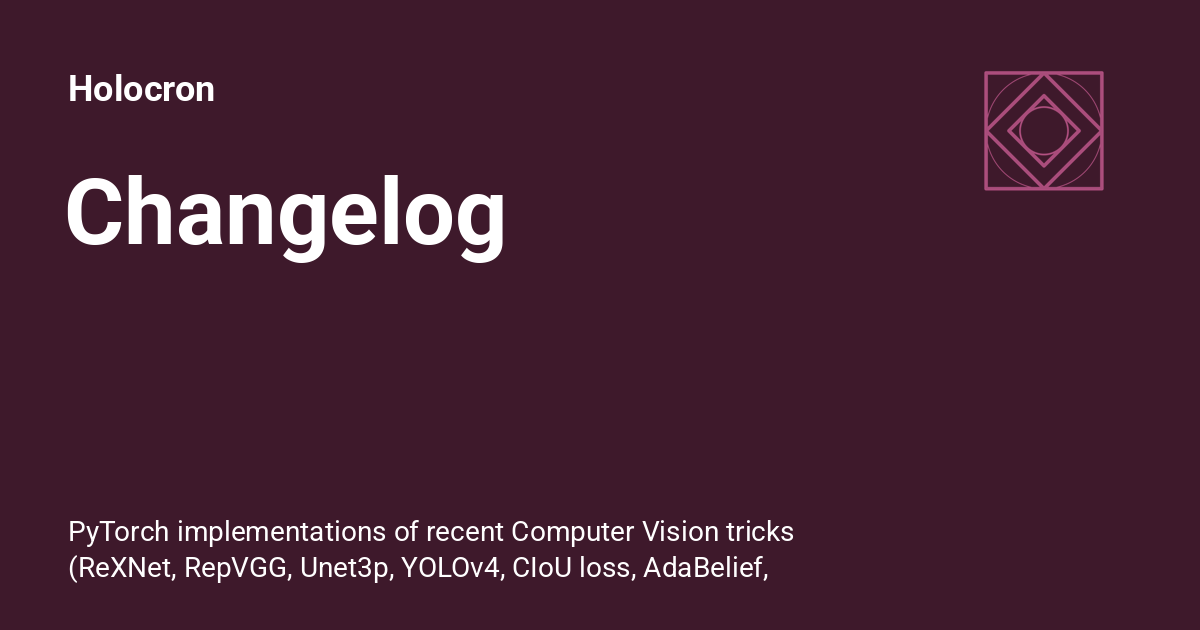 Holocron
Changelog
PyTorch implementations of recent Computer Vision tricks
(ReXNet, RepVGG, Unet3p, YOLOv4, CIoU loss, AdaBelief,